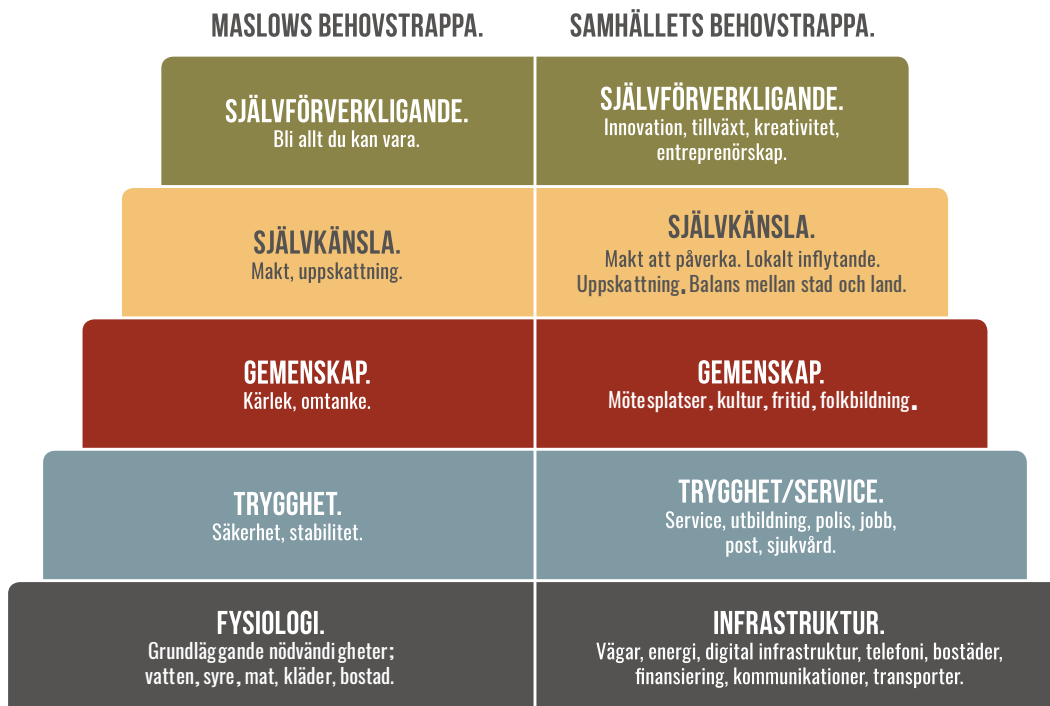 MASLOWS BEHOVSTRAPPA.
SAMHÄLLETS BEHOVSTRAPPA.
SJÄLVFÖRVERKLIGANDE.
Bli allt du kan vara.
SJÄLVFÖRVERKLIGANDE.
Innovation, tillväxt, kreativitet,
entreprenörskap.
SJÄLVKÄNSLA.
Makt, uppskattning.
SJÄLVKÄNSLA.
Makt att påverka. Lokalt inflytande.
Uppskattning. Balans mellan stad och land.
GEMENSKAP.
Kärlek, omtanke.
GEMENSKAP.
Mötesplatser, kultur, fritid, folkbildning.
TRYGGHET.
Säkerhet, stabilitet.
TRYGGHET/SERVICE.
Service, utbildning, polis, jobb,
post, sjukvård.
FYSIOLOGI.
Grundläggande nödvändigheter;
vatten, syre, mat, kläder, bostad.
INFRASTRUKTUR.
Vägar, energi, digital infrastruktur, telefoni, bostäder,
finansiering, kommunikationer, transporter.